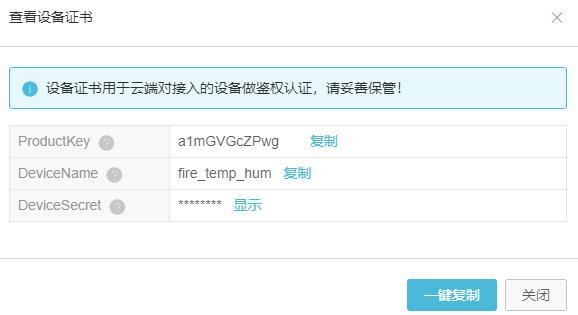 查看设备证书
设备证书用于云端对接入的设备做鉴权认证，请妥善保管！
ProductKey ? a1mGVGcZPwg 复制
DeviceName ? fire_temp_hum 复制
DeviceSecret ? ******** 显示
一键复制 关闭